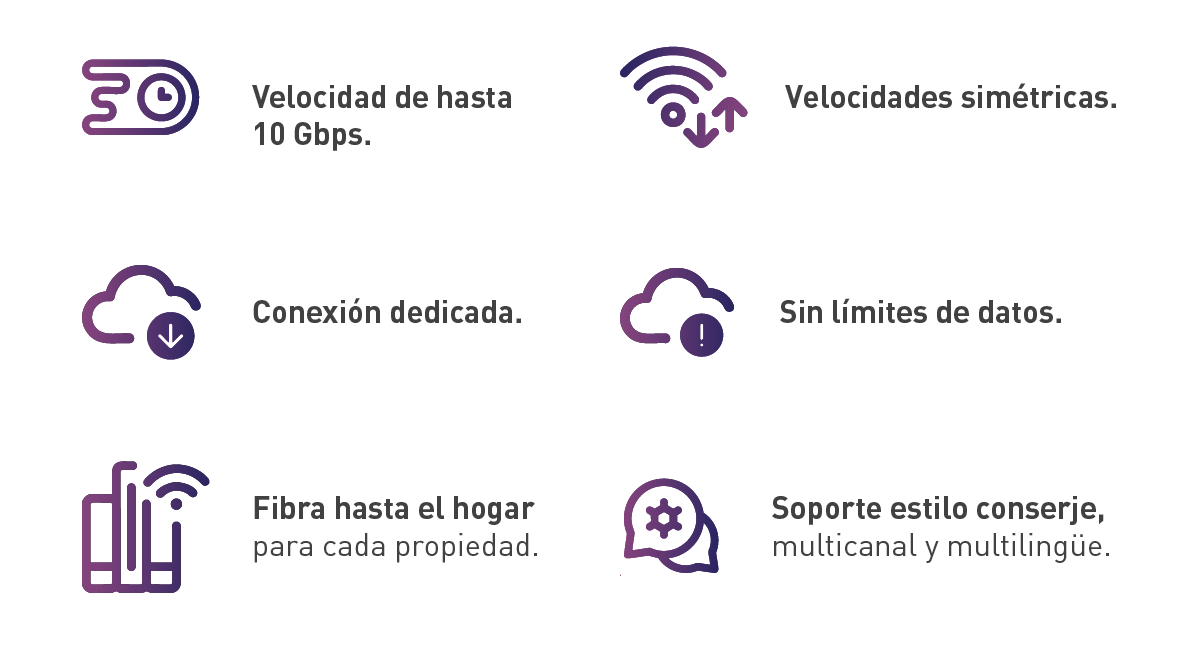 Velocidad de hasta
10 Gbps.
Velocidades simétricas.
Conexión dedicada.
Sin límites de datos.
Fibra hasta el hogar
para cada propiedad.
Soporte estilo conserje,
multicanal y multilingüe.